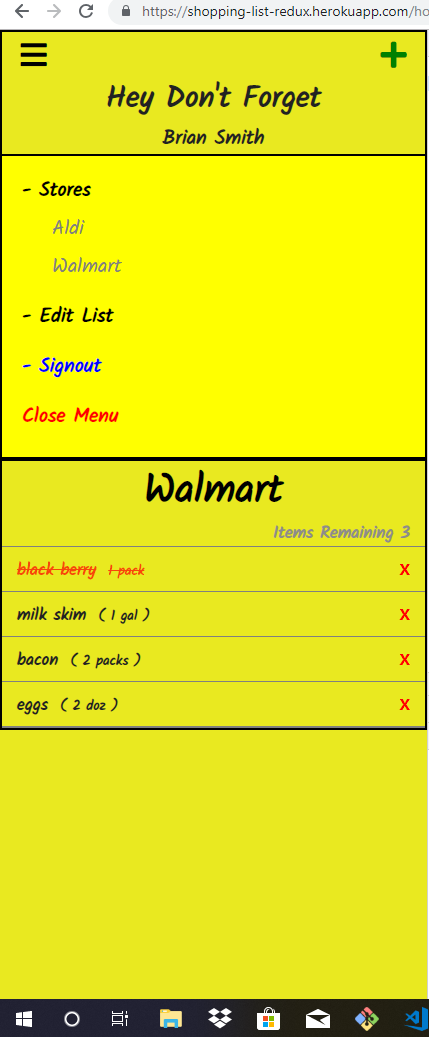 https://shopping-list-redux.herokuapp.com/ho
Hey Don't Forget
Brian Smith
- Stores
Aldi
Walmart
- Edit List
- Signout
Close Menu
Walmart
Items Remaining 3
black berry 1 pack X
milk skim ( 1 gal ) X
bacon ( 2 packs ) X
eggs ( 2 doz ) X